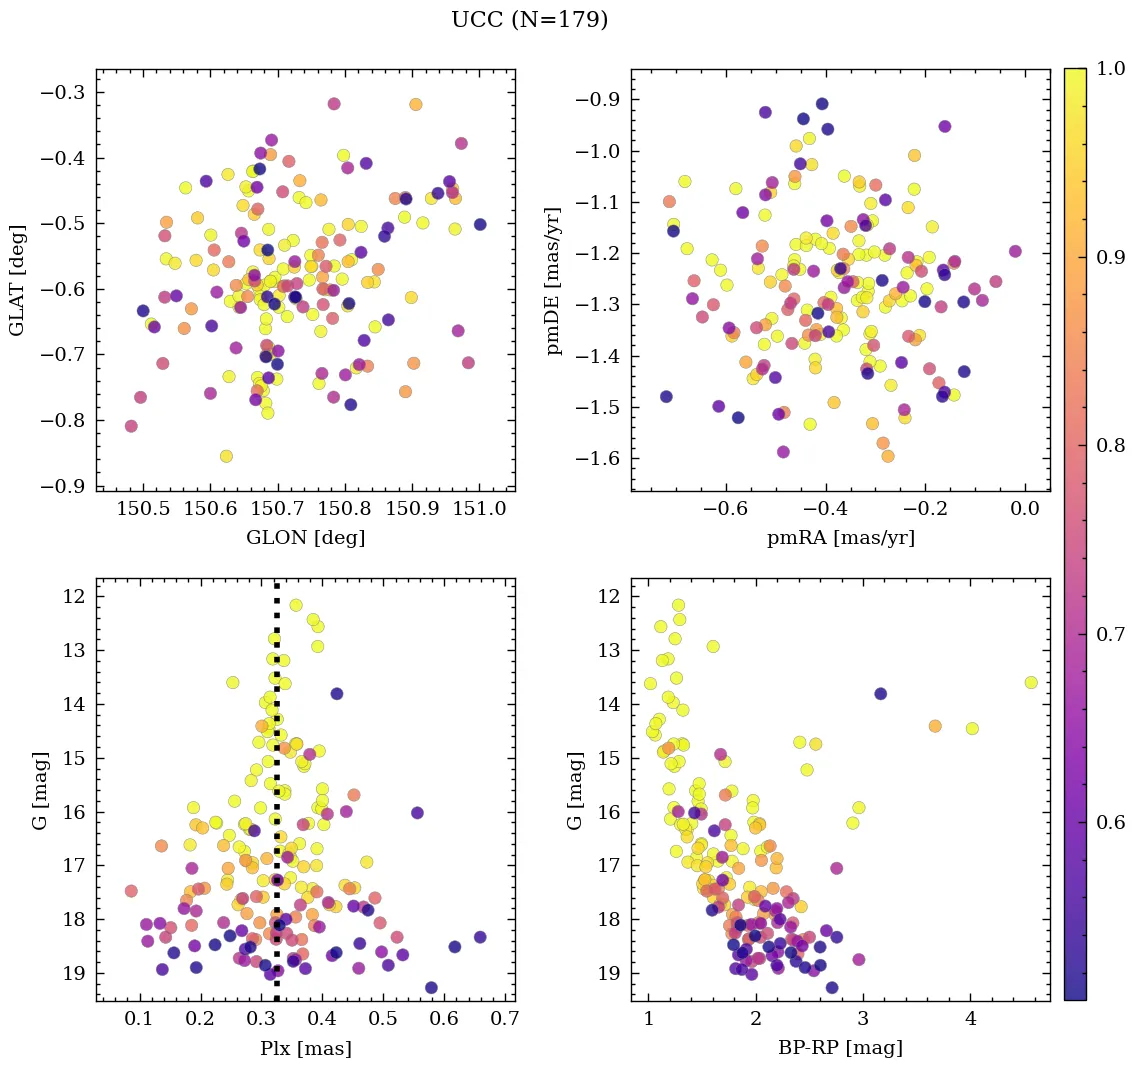 UCC (N=179)
−0.3
−0.4
−0.5
−0.6
−0.7
−0.8
−0.9
GLAT [deg]
150.5 150.6 150.7 150.8 150.9 151.0
GLON [deg]
−0.9
−1.0
−1.1
−1.2
−1.3
−1.4
−1.5
−1.6
pmDE [mas/yr]
−0.6 −0.4 −0.2 0.0
pmRA [mas/yr]
12
13
14
15
16
17
18
19
G [mag]
0.1 0.2 0.3 0.4 0.5 0.6 0.7
Plx [mas]
12
13
14
15
16
17
18
19
G [mag]
1 2 3 4
BP-RP [mag]
1.0
0.9
0.8
0.7
0.6